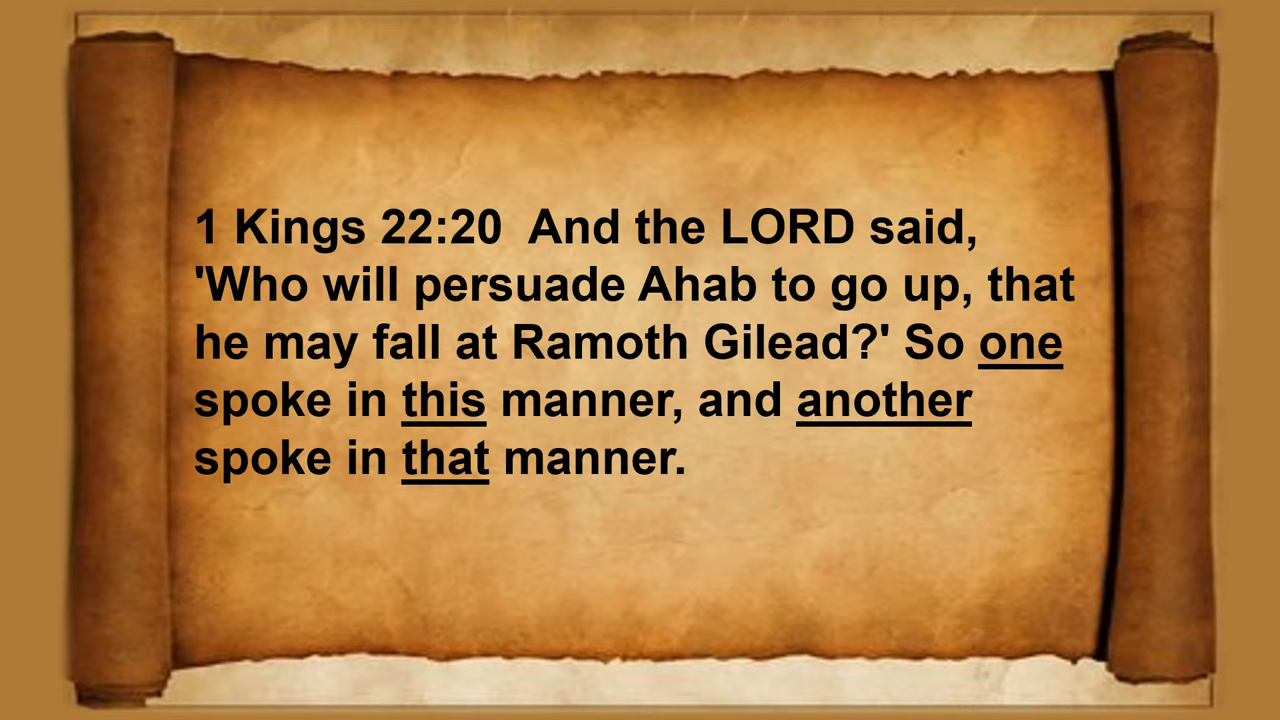 1 Kings 22:20  And the LORD said,
'Who will persuade Ahab to go up, that
he may fall at Ramoth Gilead?' So one
spoke in this manner, and another
spoke in that manner.